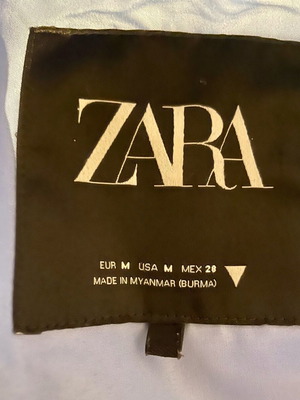 ZARA
EUR M USA M MEX 28
MADE IN MYANMAR (BURMA)